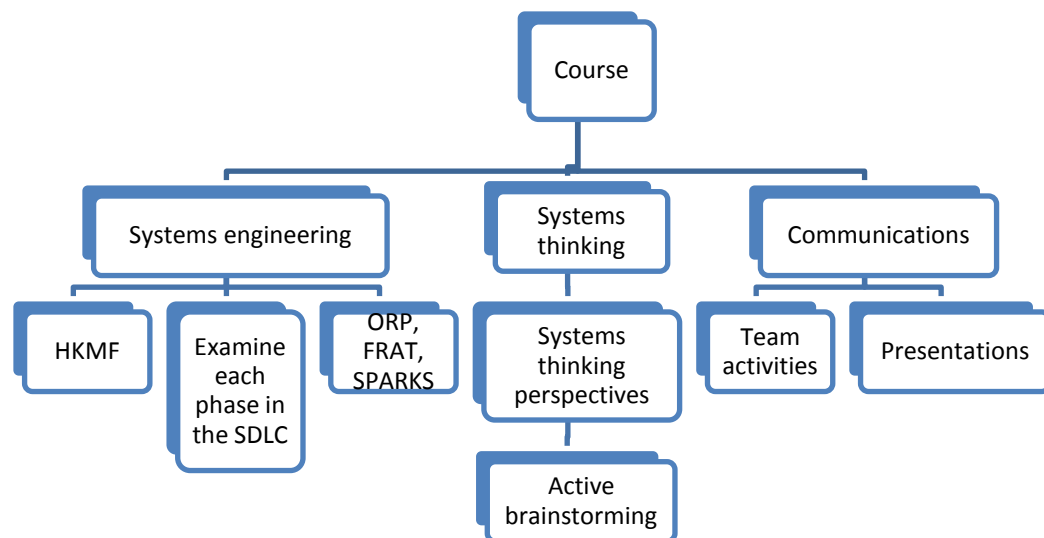 Course
Systems engineering
Systems
thinking
Communications
HKMF
Examine
each
phase in
the SDLC
ORP,
FRAT,
SPARKS
Systems
thinking
perspectives
Team
activities
Presentations
Active
brainstorming